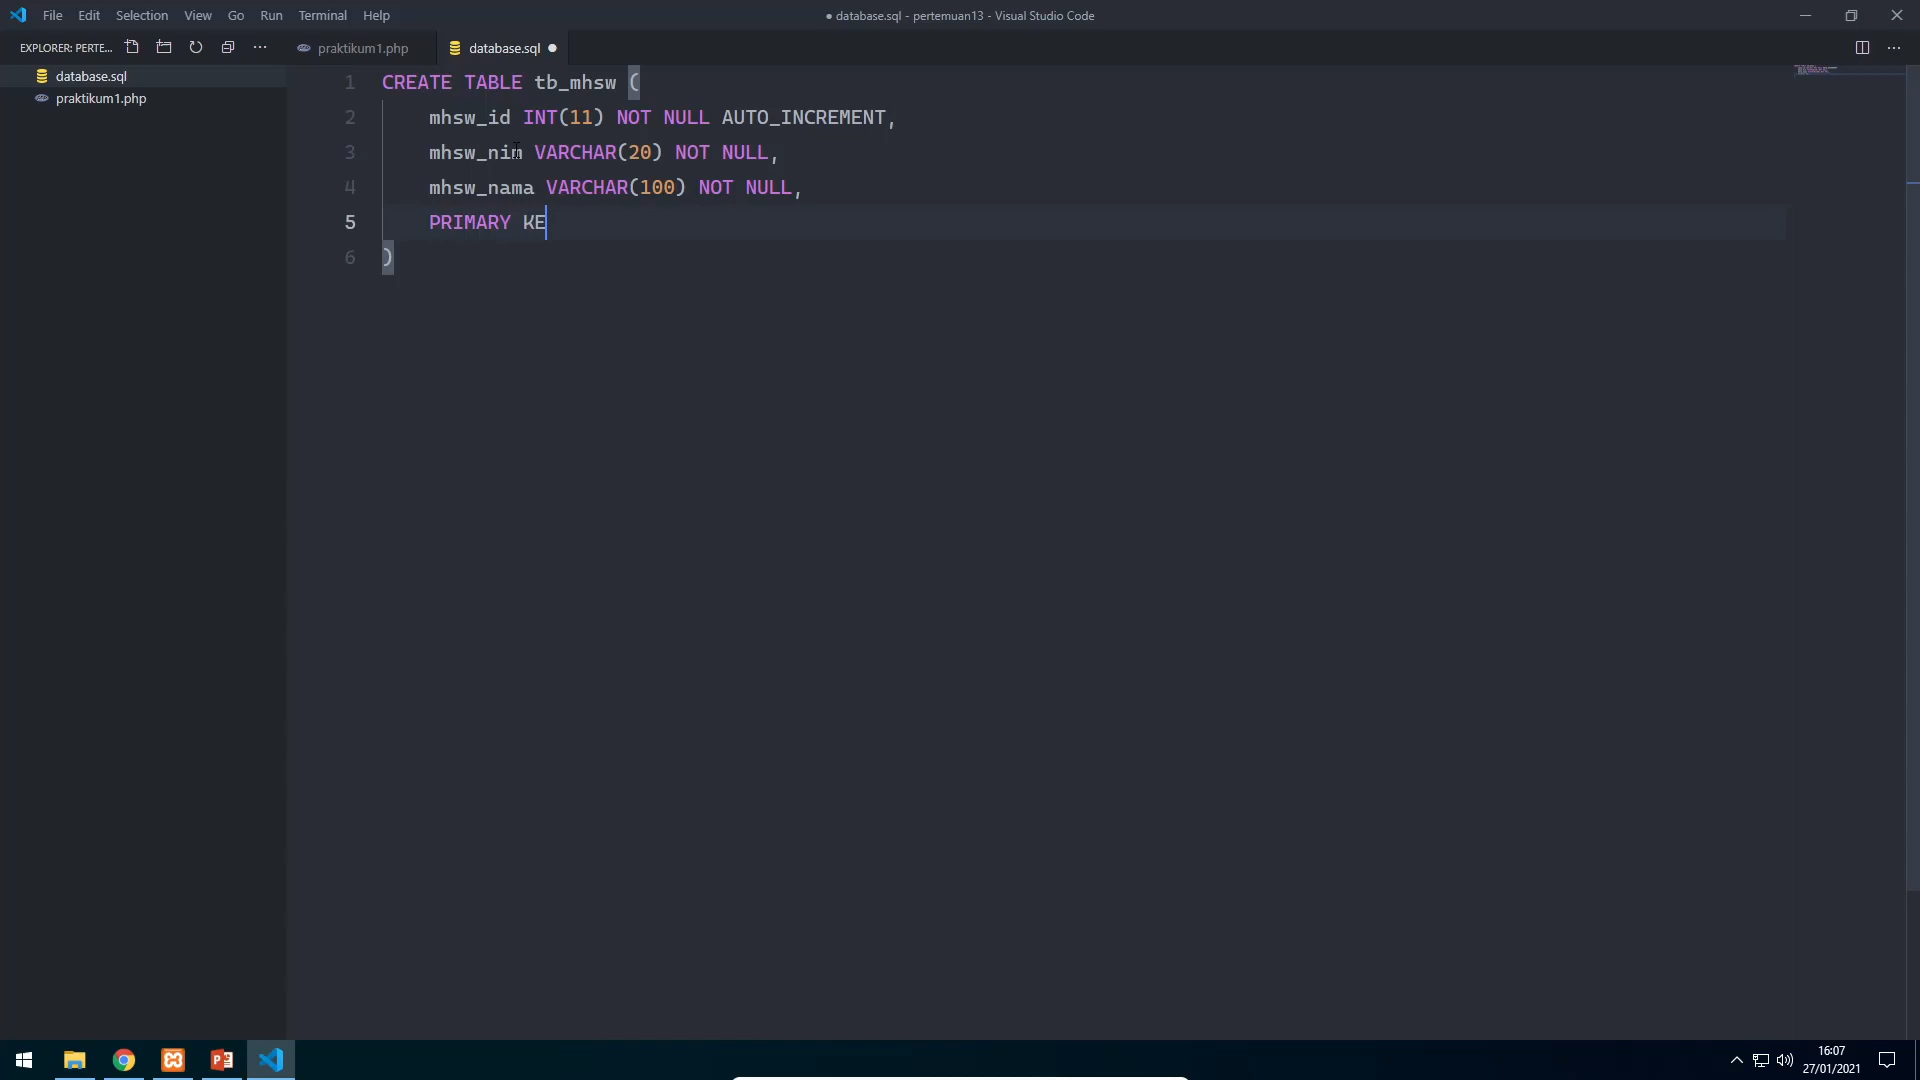 File Edit Selection View Go Run Terminal Help
● database.sql - pertemuan13 - Visual Studio Code
EXPLORER: PERTE...
praktikum1.php
database.sql ●
database.sql
praktikum1.php
1 CREATE TABLE tb_mhsw (
2 mhsw_id INT(11) NOT NULL AUTO_INCREMENT,
3 mhsw_nim VARCHAR(20) NOT NULL,
4 mhsw_nama VARCHAR(100) NOT NULL,
5 PRIMARY KE
6 )
16:07
27/01/2021